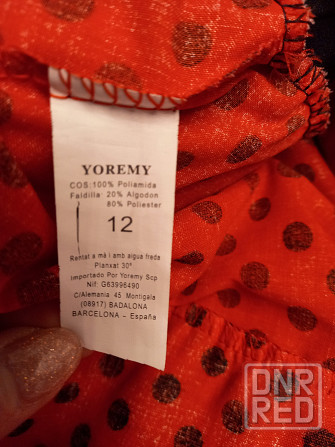 YOREMY
COS:100% Poliamida
Faldilla: 20% Algodon
80% Poliester
12
Rentat a mà i amb aigua freda
Planxat 30°
Importado Por Yoremy Scp
Nif: G63996490
C/Alemania 45 Montigala
(08917) BADALONA
BARCELONA - España
DNR
RED